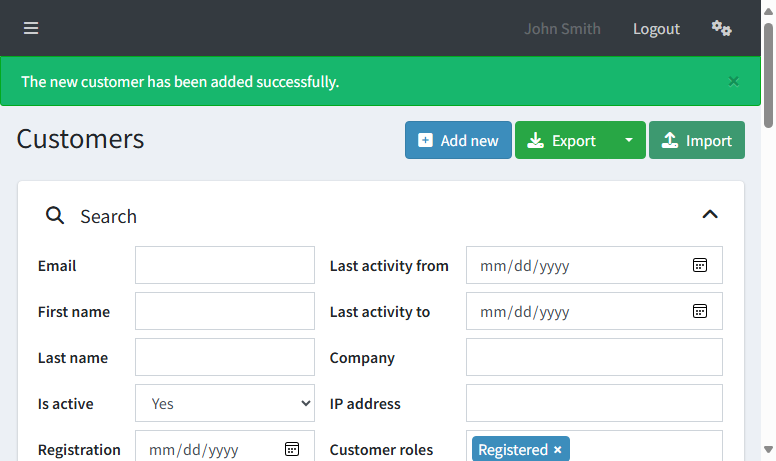 John Smith Logout
The new customer has been added successfully. ×
Customers Add new Export Import
Search
Email Last activity from mm/dd/yyyy
First name Last activity to mm/dd/yyyy
Last name Company
Is active Yes IP address
Registration mm/dd/yyyy Customer roles Registered ×